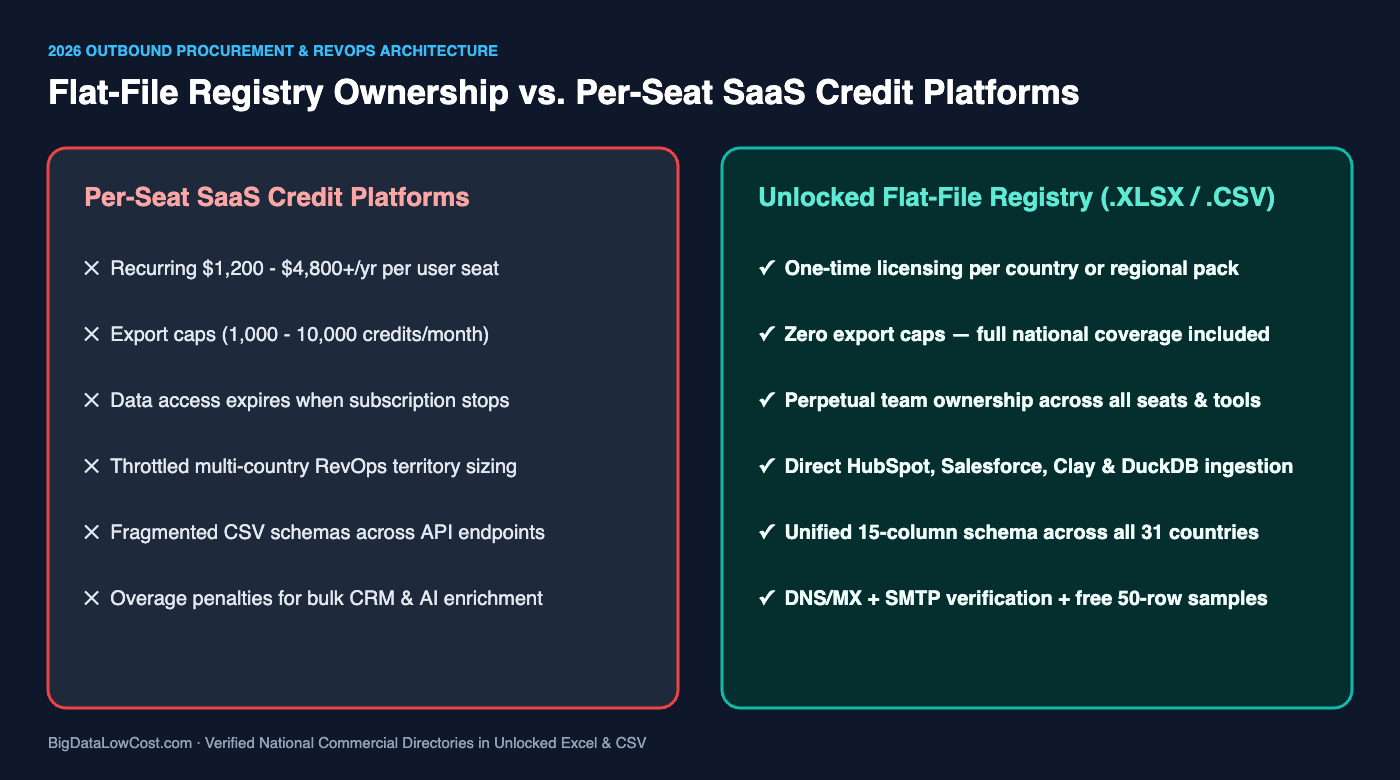 2026 OUTBOUND PROCUREMENT & REVOPS ARCHITECTURE
Flat-File Registry Ownership vs. Per-Seat SaaS Credit Platforms
Per-Seat SaaS Credit Platforms
✕ Recurring $1,200 - $4,800+/yr per user seat
✕ Export caps (1,000 - 10,000 credits/month)
✕ Data access expires when subscription stops
✕ Throttled multi-country RevOps territory sizing
✕ Fragmented CSV schemas across API endpoints
✕ Overage penalties for bulk CRM & AI enrichment
Unlocked Flat-File Registry (.XLSX / .CSV)
✓ One-time licensing per country or regional pack
✓ Zero export caps — full national coverage included
✓ Perpetual team ownership across all seats & tools
✓ Direct HubSpot, Salesforce, Clay & DuckDB ingestion
✓ Unified 15-column schema across all 31 countries
✓ DNS/MX + SMTP verification + free 50-row samples
BigDataLowCost.com · Verified National Commercial Directories in Unlocked Excel & CSV